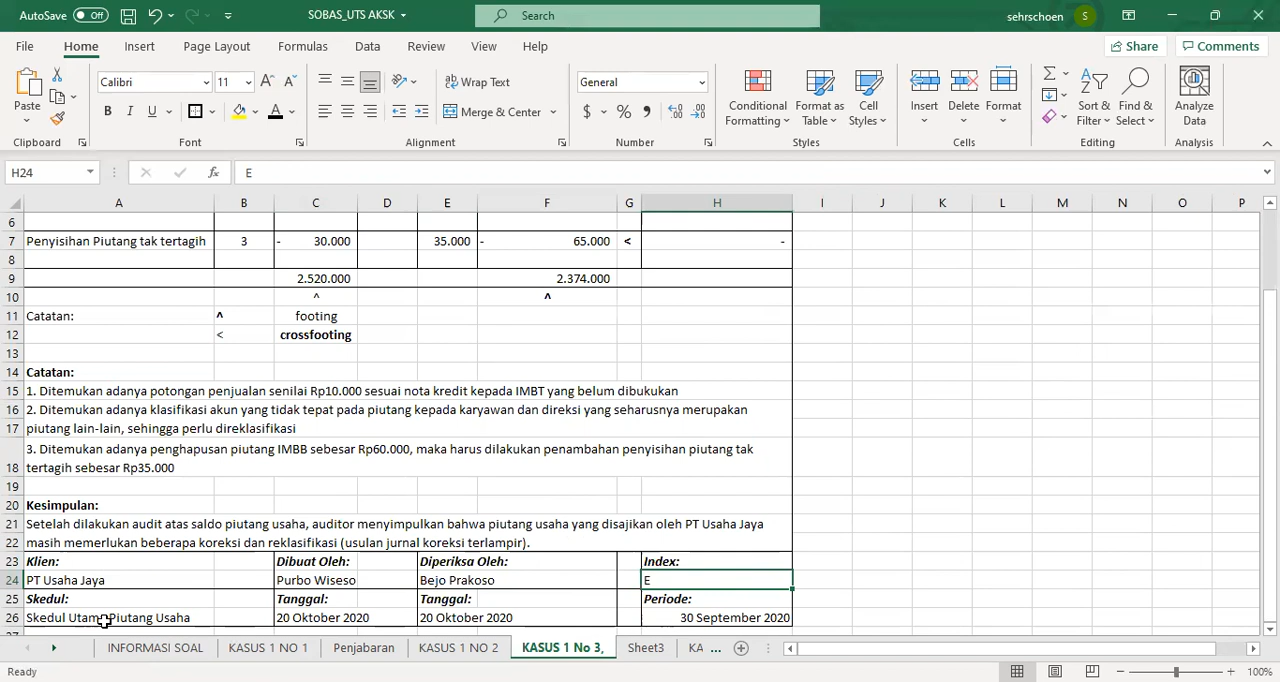 AutoSave Off SOBAS_UTS AKSK Search sehrschoen S
File Home Insert Page Layout Formulas Data Review View Help Share Comments
Paste Calibri 11 A A Wrap Text General Conditional Formatting Format as Table Cell Styles Insert Delete Format Sort & Filter Find & Select Analyze Data
B I U A Merge & Center $ %
Clipboard Font Alignment Number Styles Cells Editing Analysis
H24 fx E
A B C D E F G H I J K L M N O P
6
7 Penyisihan Piutang tak tertagih 3 - 30.000 35.000 - 65.000 < -
8
9 2.520.000 2.374.000
10 ^ ^
11 Catatan: ^ footing
12 < crossfooting
13
14 Catatan:
15 1. Ditemukan adanya potongan penjualan senilai Rp10.000 sesuai nota kredit kepada IMBT yang belum dibukukan
16 2. Ditemukan adanya klasifikasi akun yang tidak tepat pada piutang kepada karyawan dan direksi yang seharusnya merupakan
17 piutang lain-lain, sehingga perlu direklasifikasi
3. Ditemukan adanya penghapusan piutang IMBB sebesar Rp60.000, maka harus dilakukan penambahan penyisihan piutang tak
18 tertagih sebesar Rp35.000
19
20 Kesimpulan:
21 Setelah dilakukan audit atas saldo piutang usaha, auditor menyimpulkan bahwa piutang usaha yang disajikan oleh PT Usaha Jaya
22 masih memerlukan beberapa koreksi dan reklasifikasi (usulan jurnal koreksi terlampir).
23 Klien: Dibuat Oleh: Diperiksa Oleh: Index:
24 PT Usaha Jaya Purbo Wiseso Bejo Prakoso E
25 Skedul: Tanggal: Tanggal: Periode:
26 Skedul Utama Piutang Usaha 20 Oktober 2020 20 Oktober 2020 30 September 2020
27
INFORMASI SOAL KASUS 1 NO 1 Penjabaran KASUS 1 NO 2 KASUS 1 No 3, Sheet3 KA ...
Ready 100%